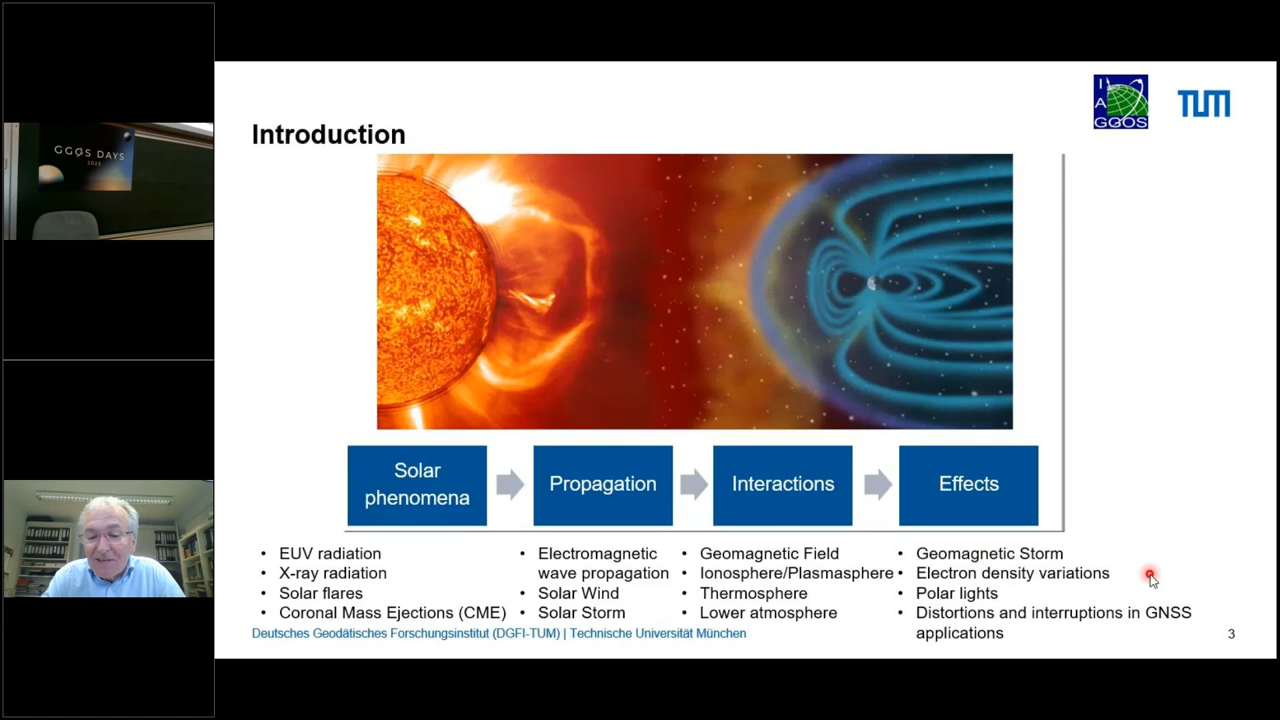 GGOS DAYS
2022
I
A
G
GGOS
TUM
Introduction
Solar
phenomena
Propagation
Interactions
Effects
• EUV radiation
• X-ray radiation
• Solar flares
• Coronal Mass Ejections (CME)
• Electromagnetic
wave propagation
• Solar Wind
• Solar Storm
• Geomagnetic Field
• Ionosphere/Plasmasphere
• Thermosphere
• Lower atmosphere
• Geomagnetic Storm
• Electron density variations
• Polar lights
• Distortions and interruptions in GNSS
applications
Deutsches Geodätisches Forschungsinstitut (DGFI-TUM) | Technische Universität München
3